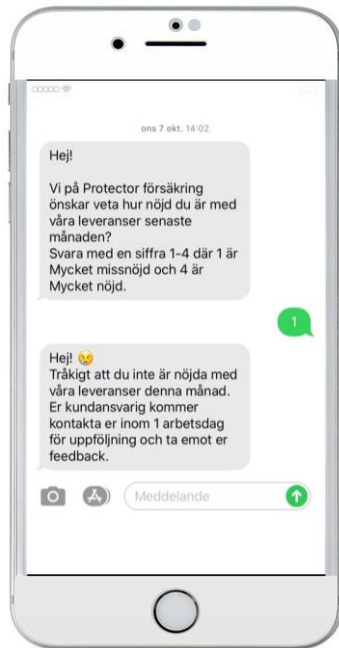 ons 7 okt. 14:02
Hej!
Vi på Protector försäkring
önskar veta hur nöjd du är med
våra leveranser senaste
månaden?
Svara med en siffra 1-4 där 1 är
Mycket missnöjd och 4 är
Mycket nöjd.
1
Hej! 😠
Tråkigt att du inte är nöjda med
våra leveranser denna månad.
Er kundansvarig kommer
kontakta er inom 1 arbetsdag
för uppföljning och ta emot er
feedback.
Meddelande